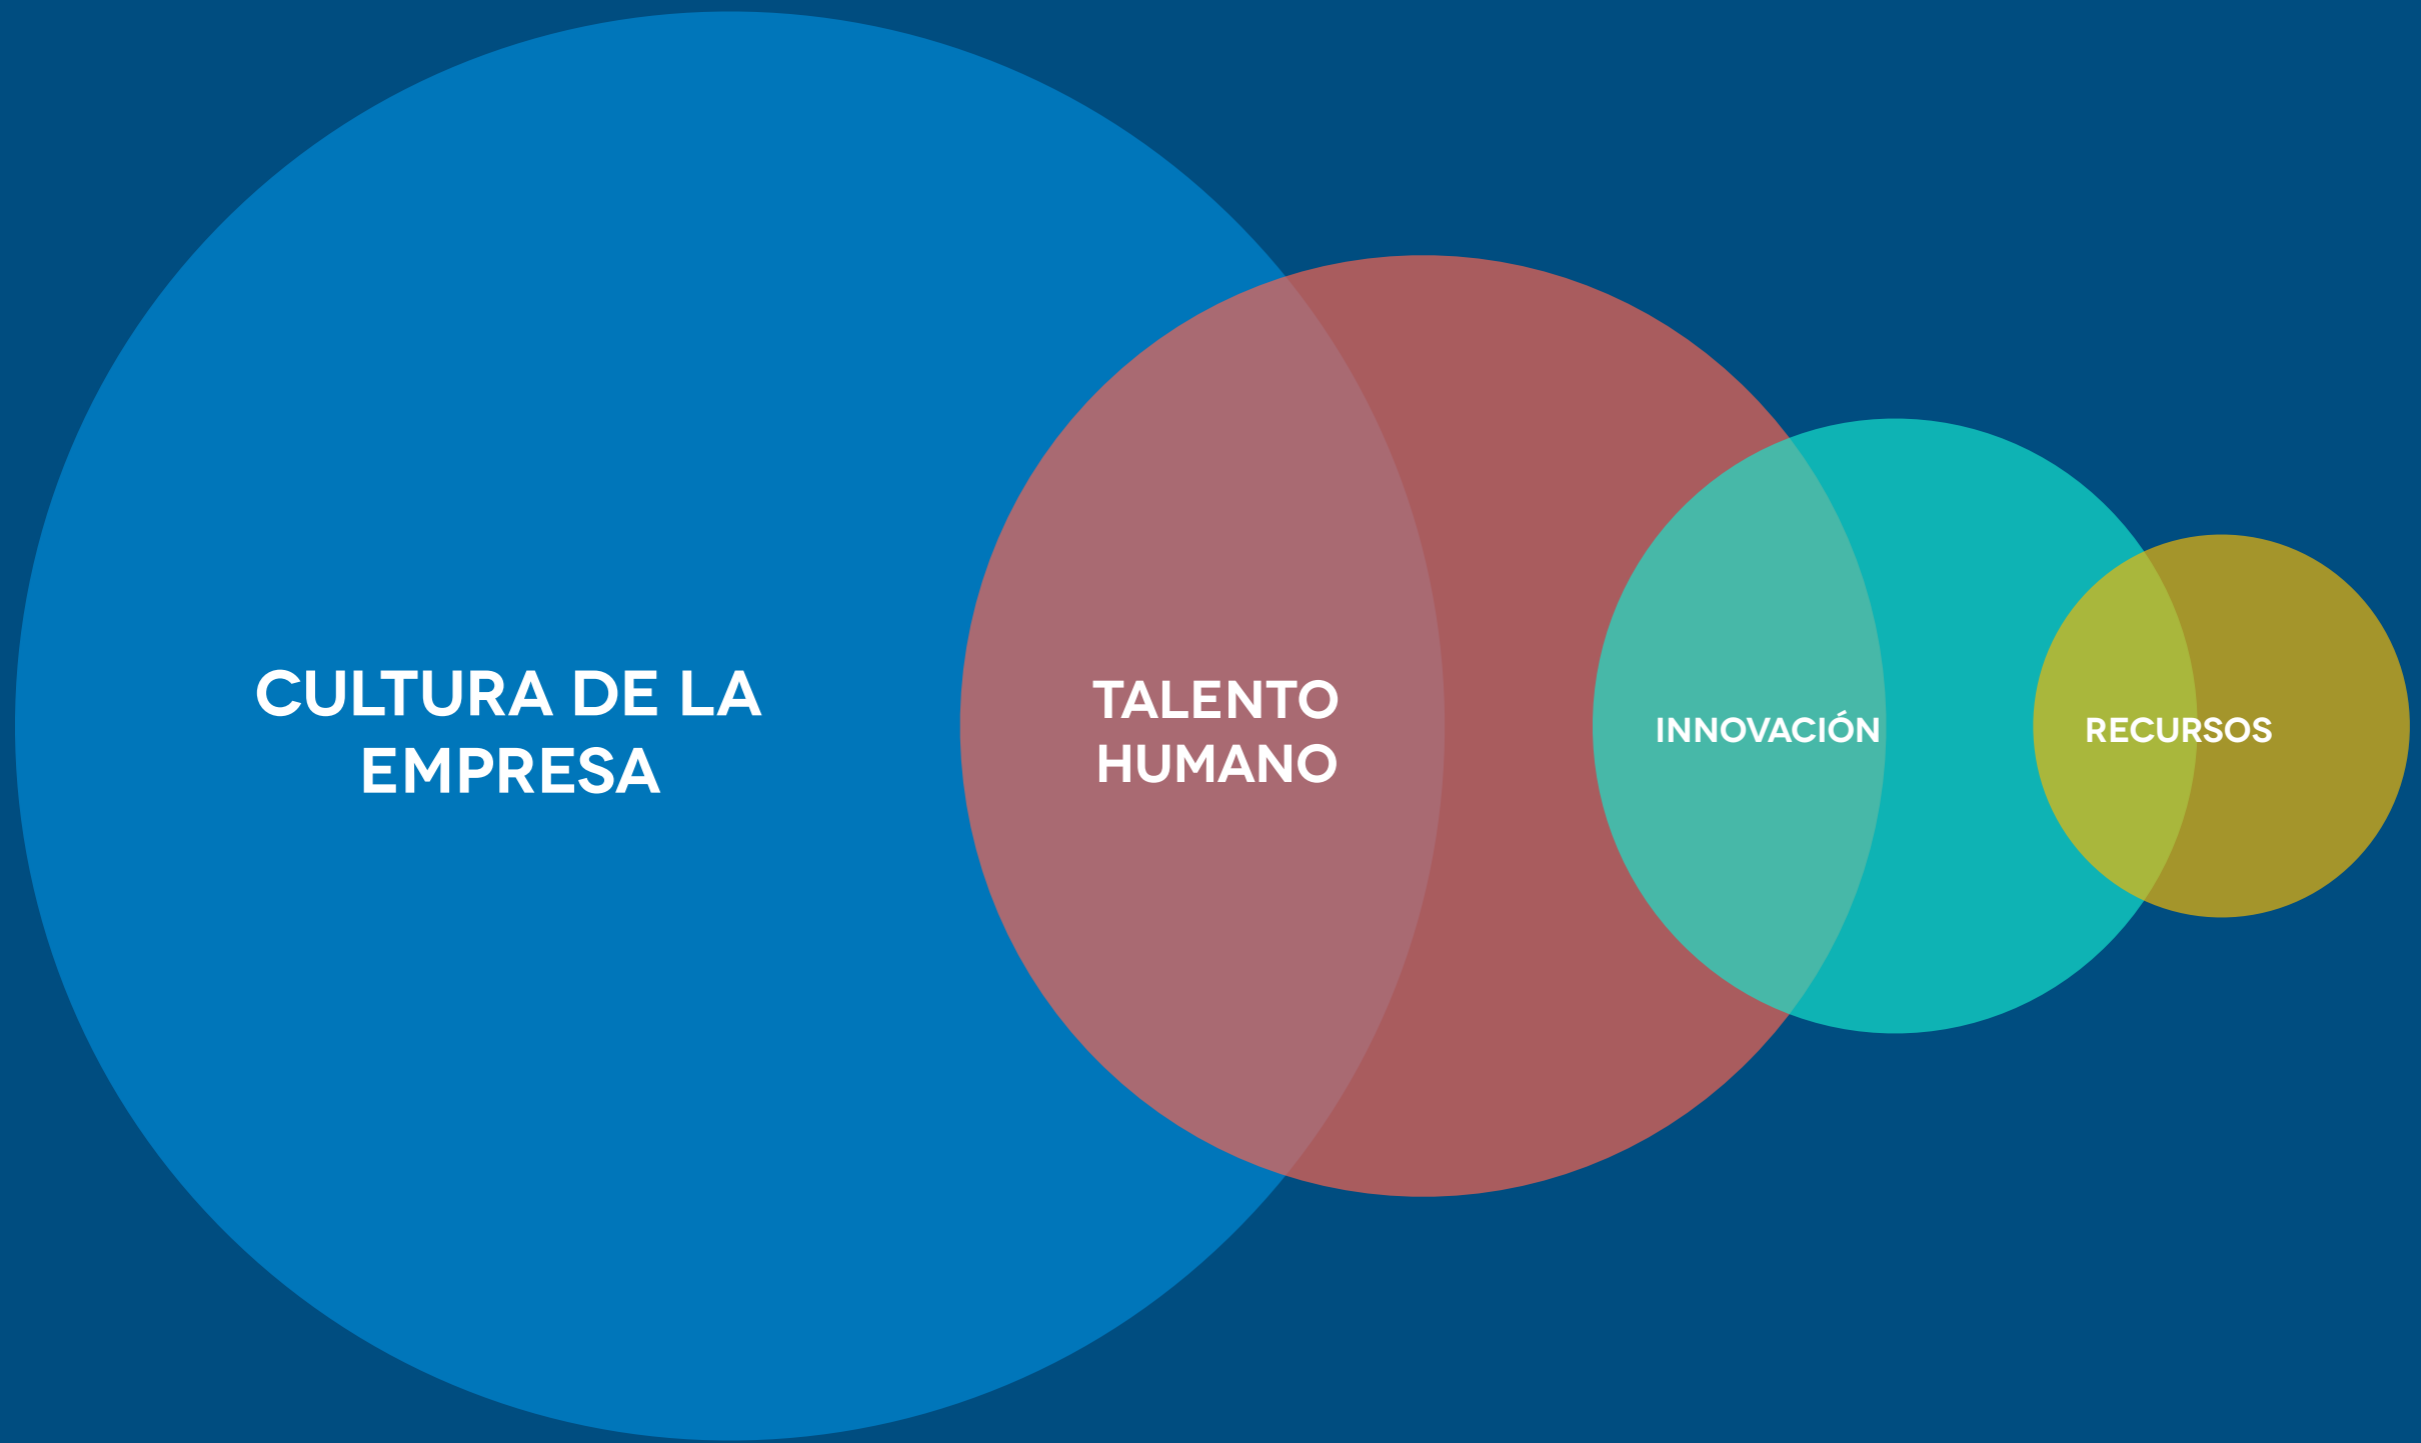 CULTURA DE LA
EMPRESA
TALENTO
HUMANO
INNOVACIÓN
RECURSOS